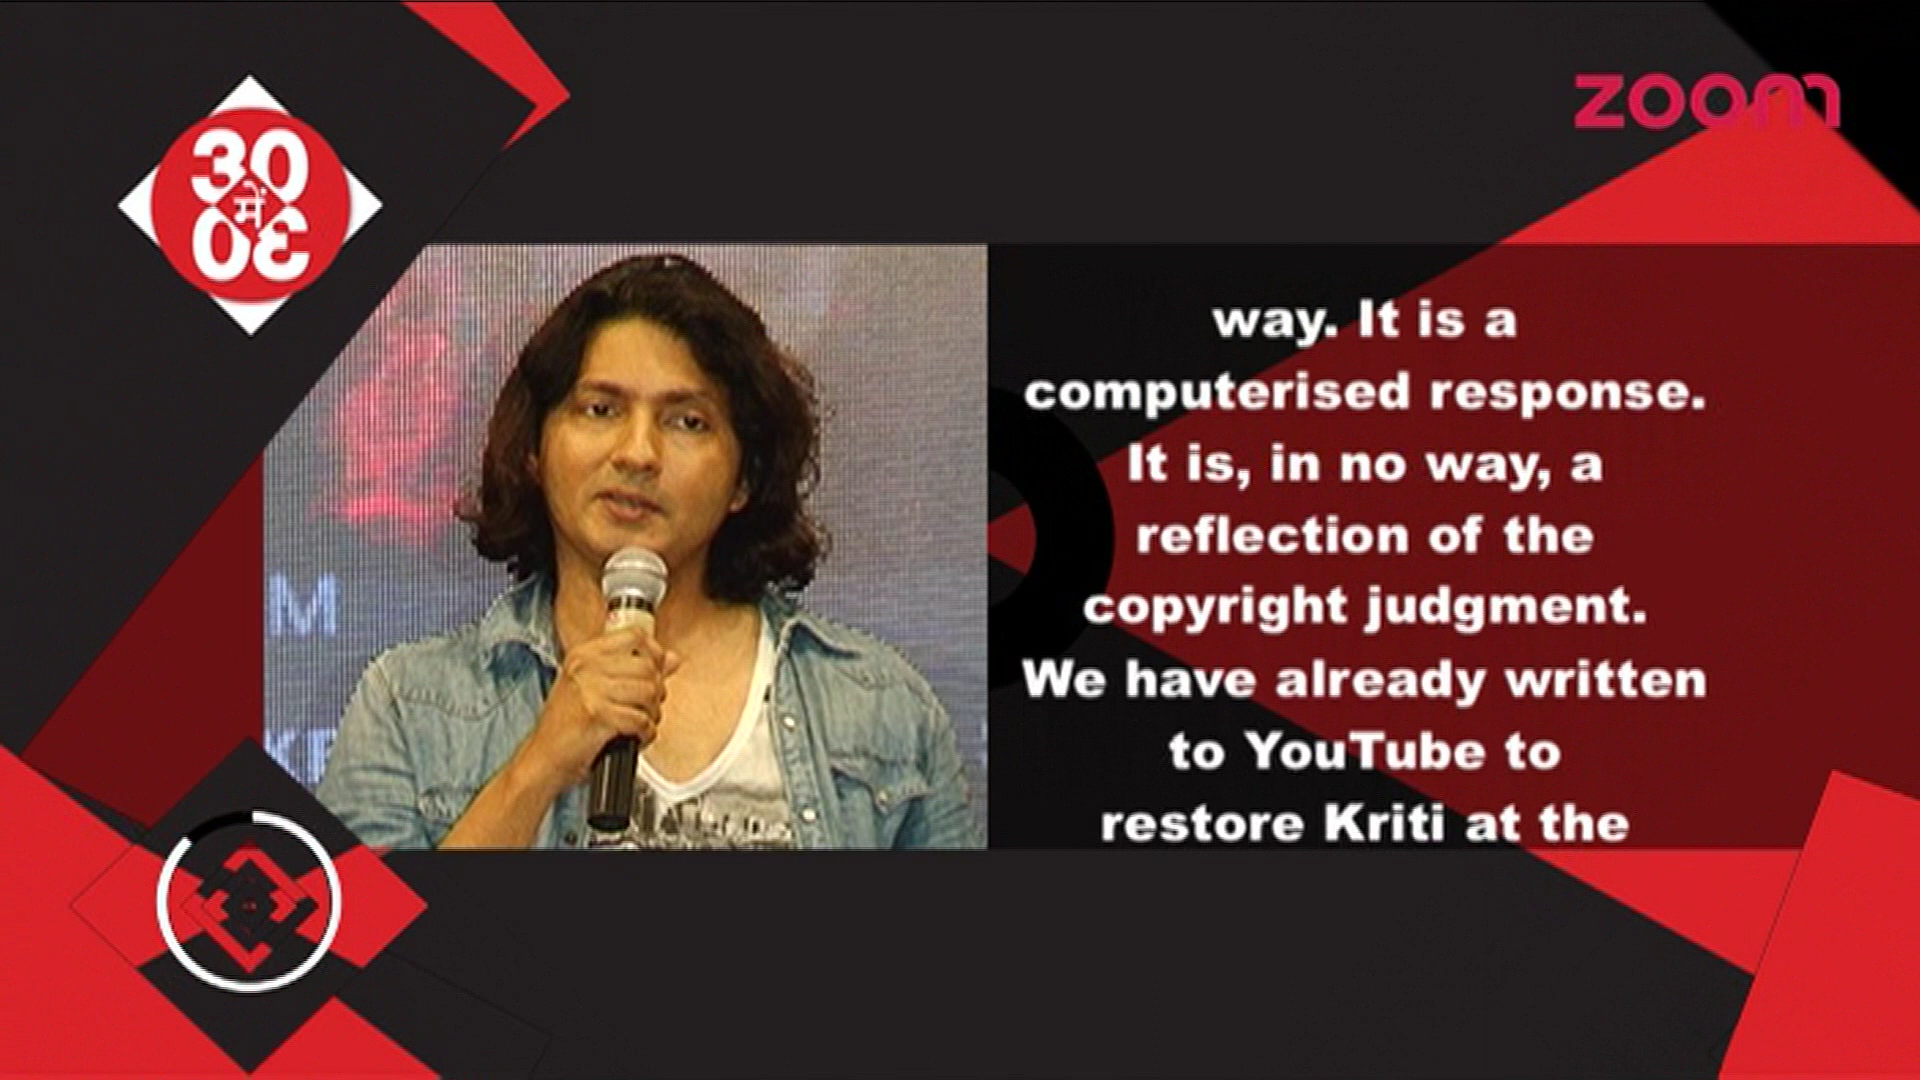 30
में
30
zoom
M
way. It is a
computerised response.
It is, in no way, a
reflection of the
copyright judgment.
We have already written
to YouTube to
restore Kriti at the